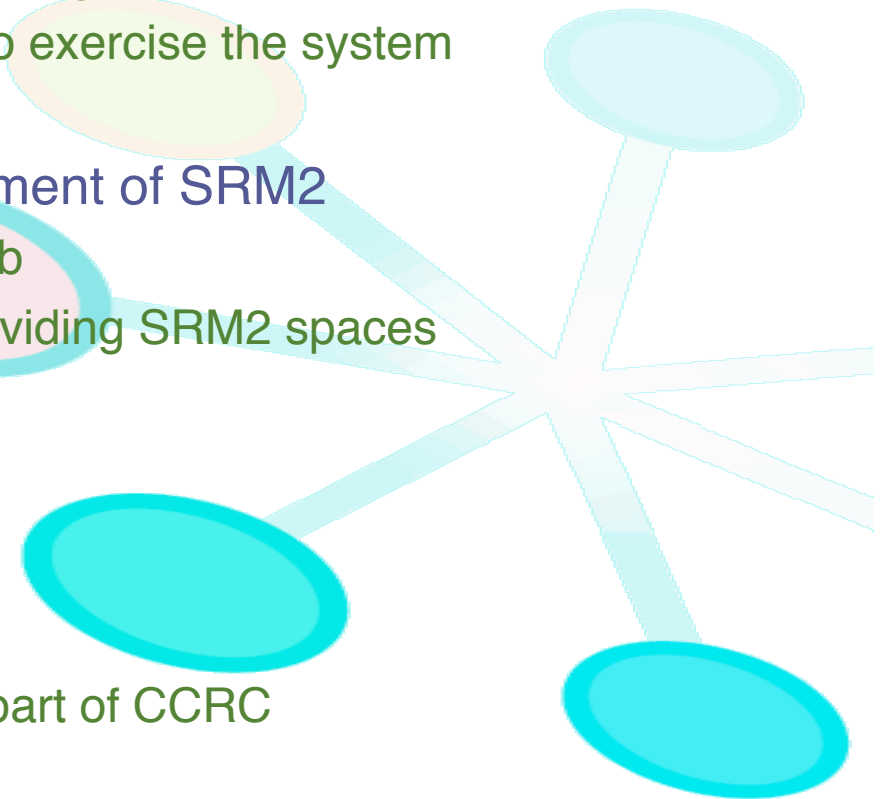 o exercise the system
ment of SRM2
b
viding SRM2 spaces
part of CCRC